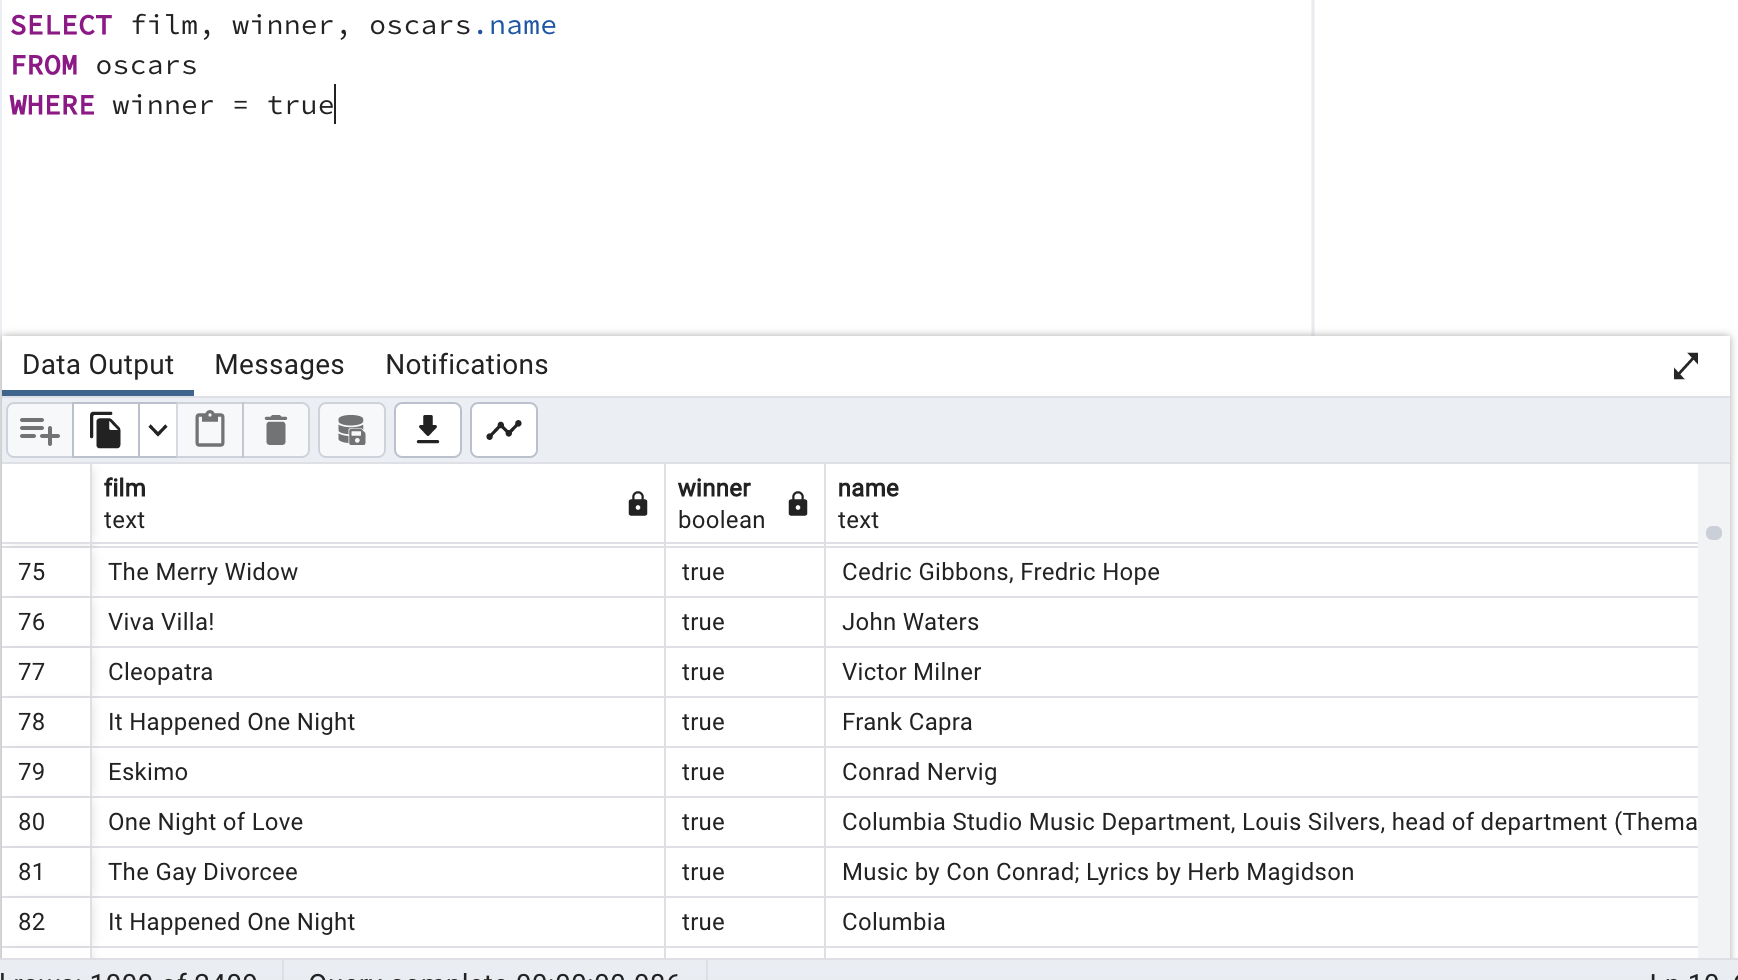 SELECT film, winner, oscars.name
FROM oscars
WHERE winner = true
Data Output Messages Notifications
film winner name
text boolean text
75 The Merry Widow true Cedric Gibbons, Fredric Hope
76 Viva Villa! true John Waters
77 Cleopatra true Victor Milner
78 It Happened One Night true Frank Capra
79 Eskimo true Conrad Nervig
80 One Night of Love true Columbia Studio Music Department, Louis Silvers, head of department (Thema
81 The Gay Divorcee true Music by Con Conrad; Lyrics by Herb Magidson
82 It Happened One Night true Columbia
rows: of Query complete